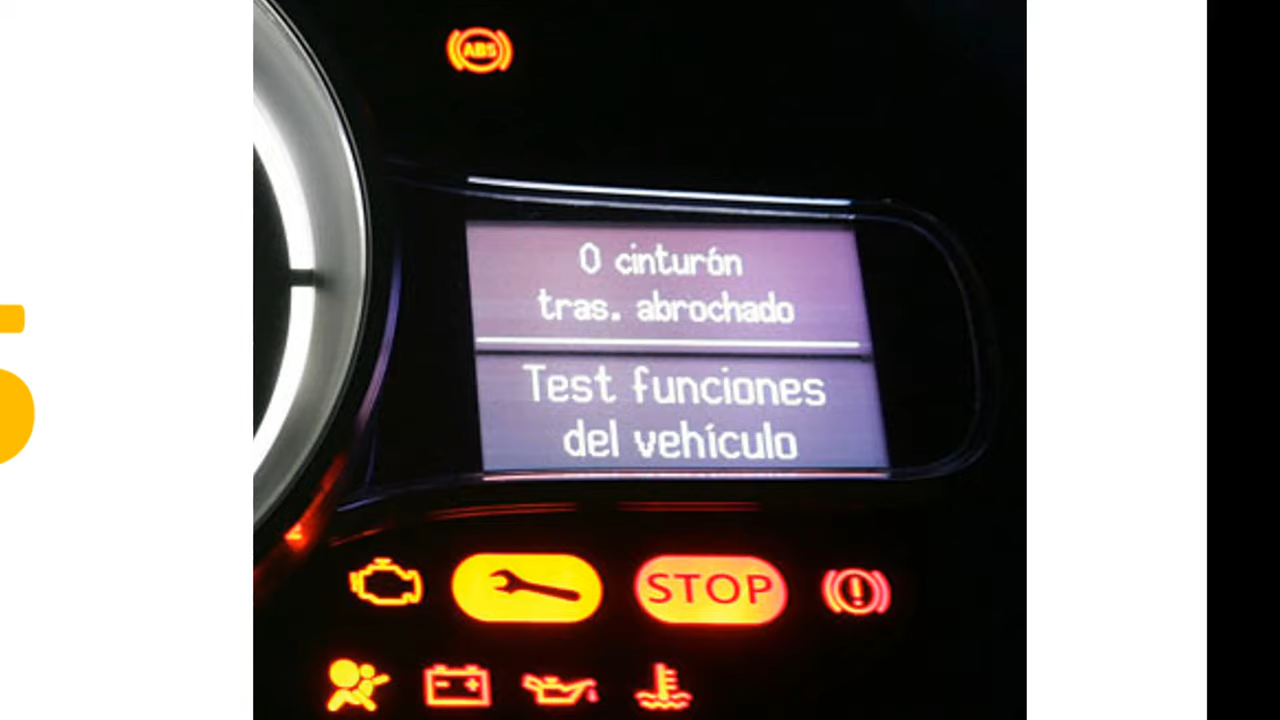 ABS
0 cinturón
tras. abrochado
Test funciones
del vehículo
STOP